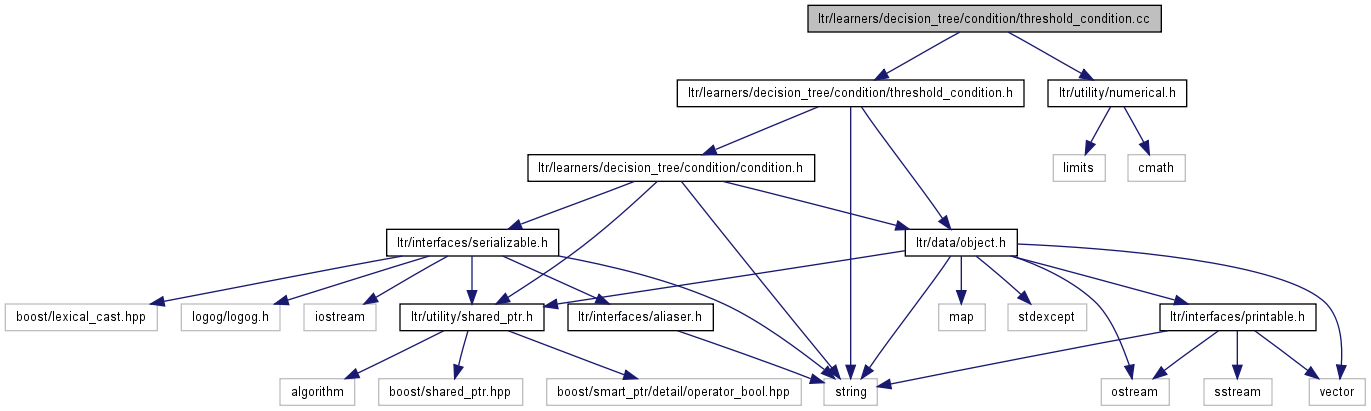 ltr/learners/decision_tree/condition/threshold_condition.cc
ltr/learners/decision_tree/condition/threshold_condition.h
ltr/utility/numerical.h
ltr/learners/decision_tree/condition/condition.h
limits
cmath
ltr/interfaces/serializable.h
ltr/data/object.h
boost/lexical_cast.hpp
logog/logog.h
iostream
ltr/utility/shared_ptr.h
ltr/interfaces/aliaser.h
map
stdexcept
ltr/interfaces/printable.h
algorithm
boost/shared_ptr.hpp
boost/smart_ptr/detail/operator_bool.hpp
string
ostream
sstream
vector